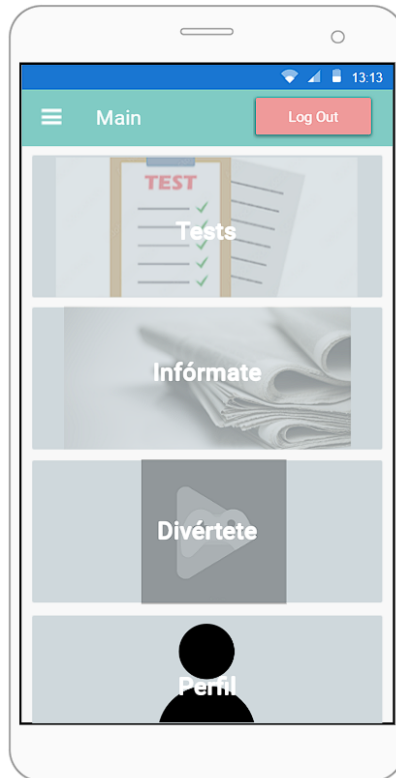 13:13
Main
Log Out
TEST
Tests
Infórmate
Divértete
Perfil